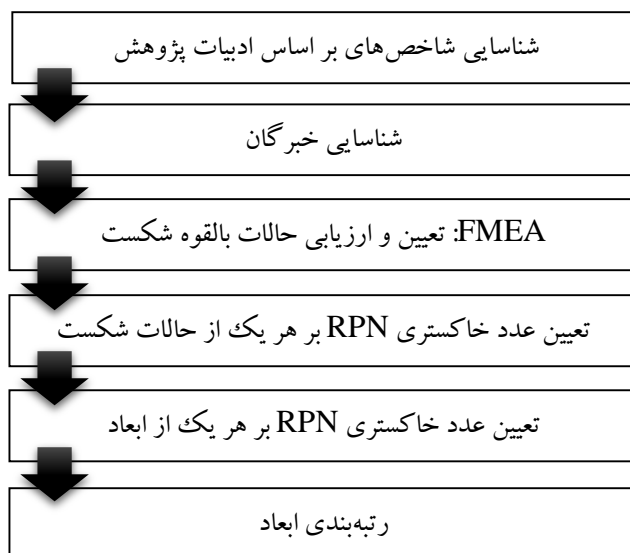 شناسایی شاخص‌های بر اساس ادبیات پژوهش
شناسایی خبرگان
FMEA: تعیین و ارزیابی حالات بالقوه شکست
تعیین عدد خاکستری RPN بر هر یک از حالات شکست
تعیین عدد خاکستری RPN بر هر یک از ابعاد
رتبه‌بندی ابعاد